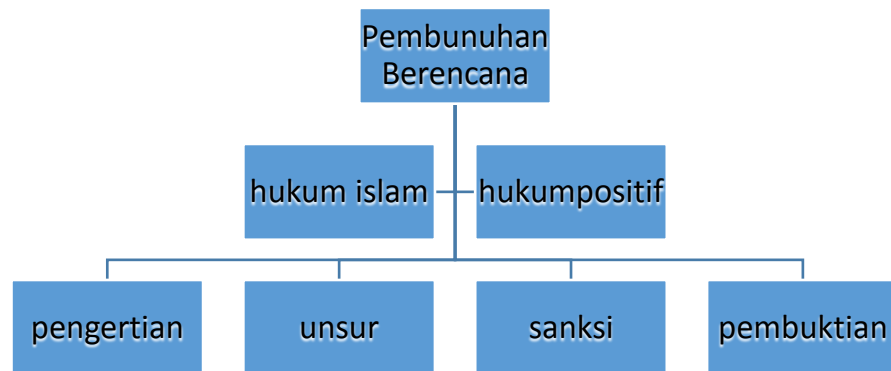 Pembunuhan
Berencana
hukum islam
hukumpositif
pengertian
unsur
sanksi
pembuktian